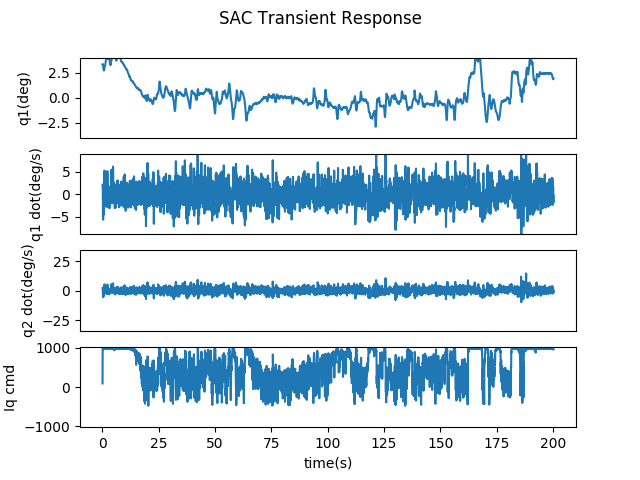 SAC Transient Response
q1(deg)
2.5
0.0
−2.5
q1 dot(deg/s)
5
0
−5
q2 dot(deg/s)
25
0
−25
Iq cmd
1000
0
−1000
0 25 50 75 100 125 150 175 200
time(s)